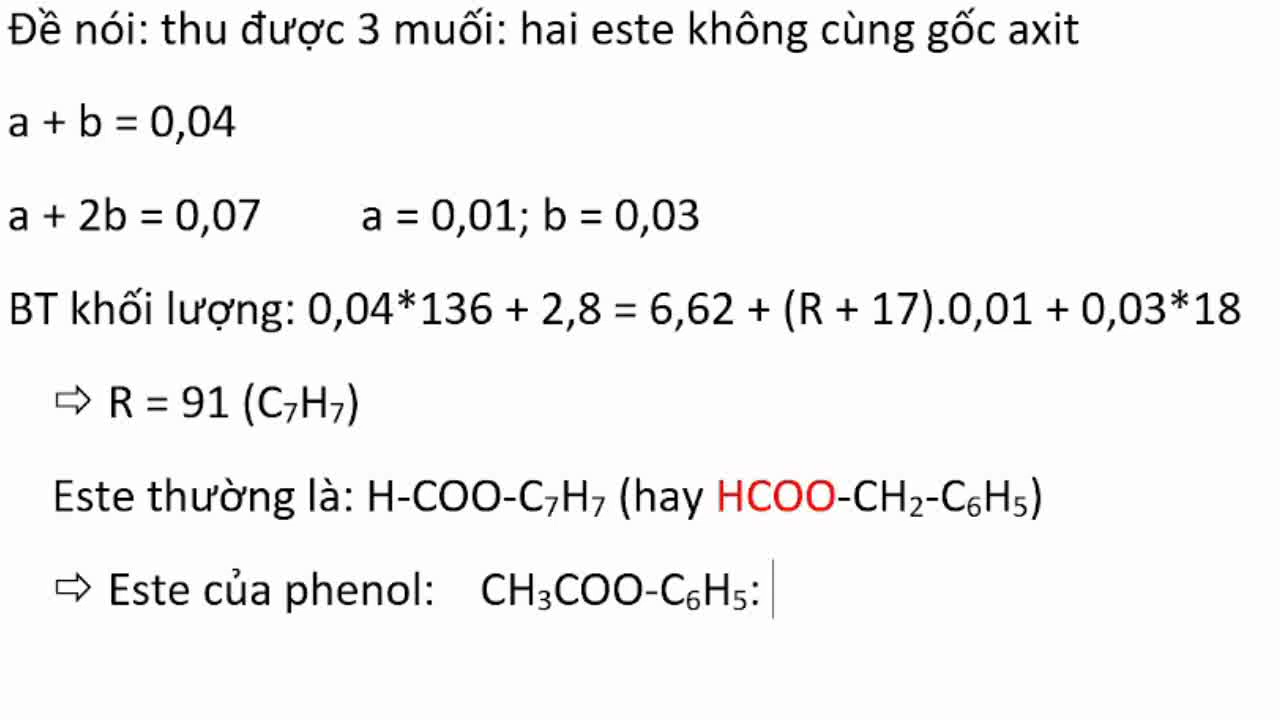 Đề nói: thu được 3 muối: hai este không cùng gốc axit
a + b = 0,04
a + 2b = 0,07 a = 0,01; b = 0,03
BT khối lượng: 0,04*136 + 2,8 = 6,62 + (R + 17).0,01 + 0,03*18
⇨ R = 91 (C₇H₇)
Este thường là: H-COO-C₇H₇ (hay HCOO-CH₂-C₆H₅)
⇨ Este của phenol: CH₃COO-C₆H₅: